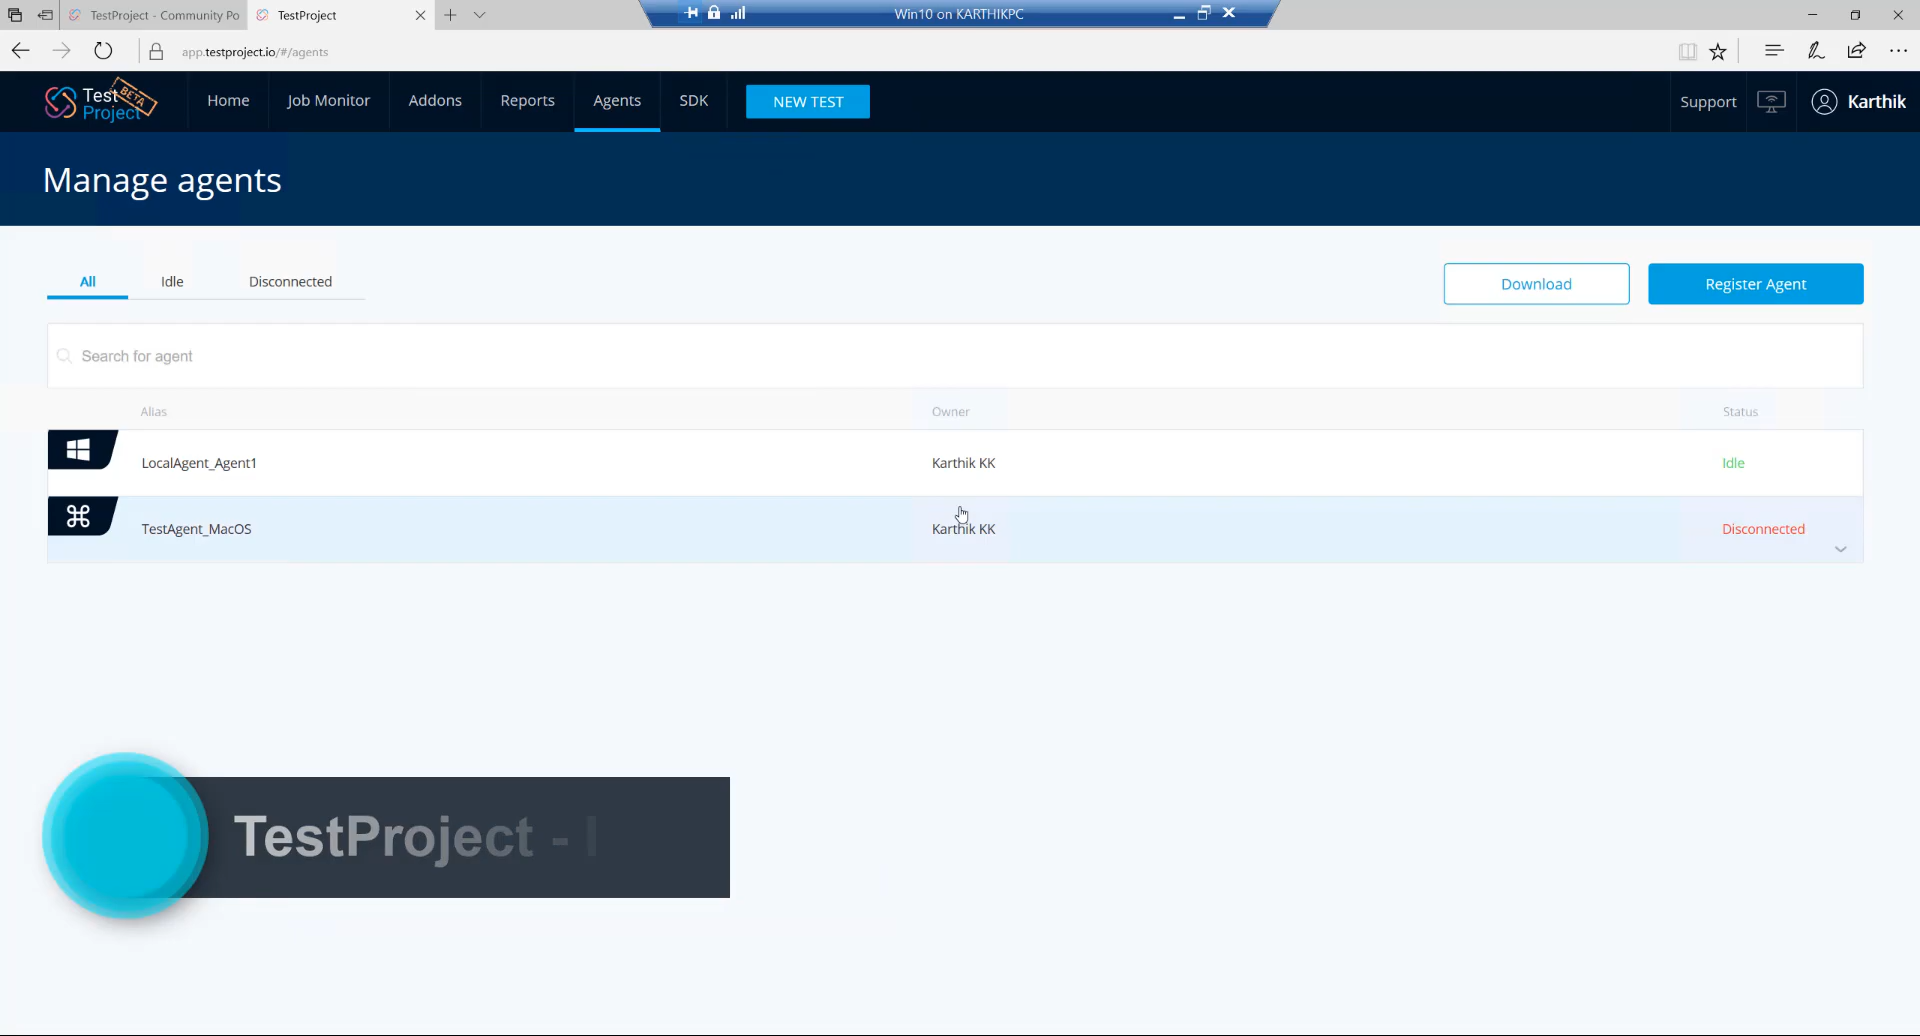 TestProject - Community Po
TestProject
Win10 on KARTHIKPC
app.testproject.io/#/agents
Test
Project
BETA
Home
Job Monitor
Addons
Reports
Agents
SDK
NEW TEST
Support
Karthik
Manage agents
All
Idle
Disconnected
Download
Register Agent
Search for agent
Alias
Owner
Status
LocalAgent_Agent1
Karthik KK
Idle
TestAgent_MacOS
Karthik KK
Disconnected
TestProject -